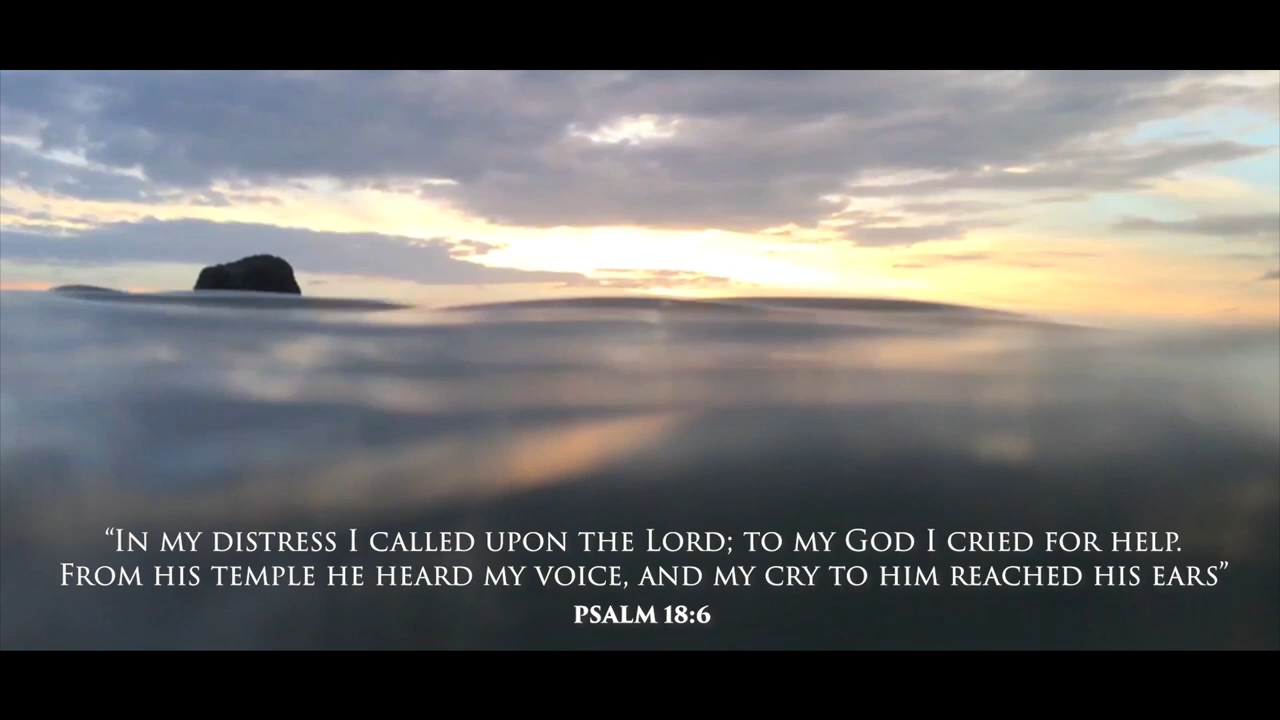 “In my distress I called upon the Lord; to my God I cried for help.
From his temple he heard my voice, and my cry to him reached his ears”
PSALM 18:6